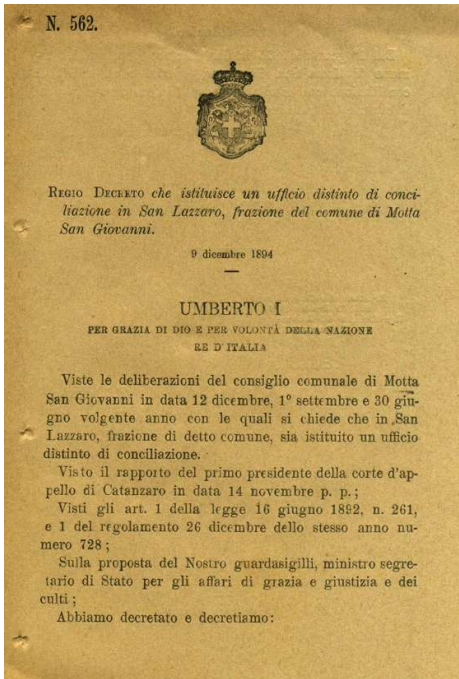 N. 562.
REGIO DECRETO che istituisce un ufficio distinto di conci-
liazione in San Lazzaro, frazione del comune di Motta
San Giovanni.
9 dicembre 1894
UMBERTO I
PER GRAZIA DI DIO E PER VOLONTÀ DELLA NAZIONE
RE D'ITALIA
Viste le deliberazioni del consiglio comunale di Motta
San Giovanni in data 12 dicembre, 1° settembre e 30 giu-
gno volgente anno con le quali si chiede che in San
Lazzaro, frazione di detto comune, sia istituito un ufficio
distinto di conciliazione.
Visto il rapporto del primo presidente della corte d'ap-
pello di Catanzaro in data 14 novembre p. p.;
Visti gli art. 1 della legge 16 giugno 1892, n. 261,
e 1 del regolamento 26 dicembre dello stesso anno nu-
mero 728;
Sulla proposta del Nostro guardasigilli, ministro segre-
tario di Stato per gli affari di grazia e giustizia e dei
culti;
Abbiamo decretato e decretiamo: